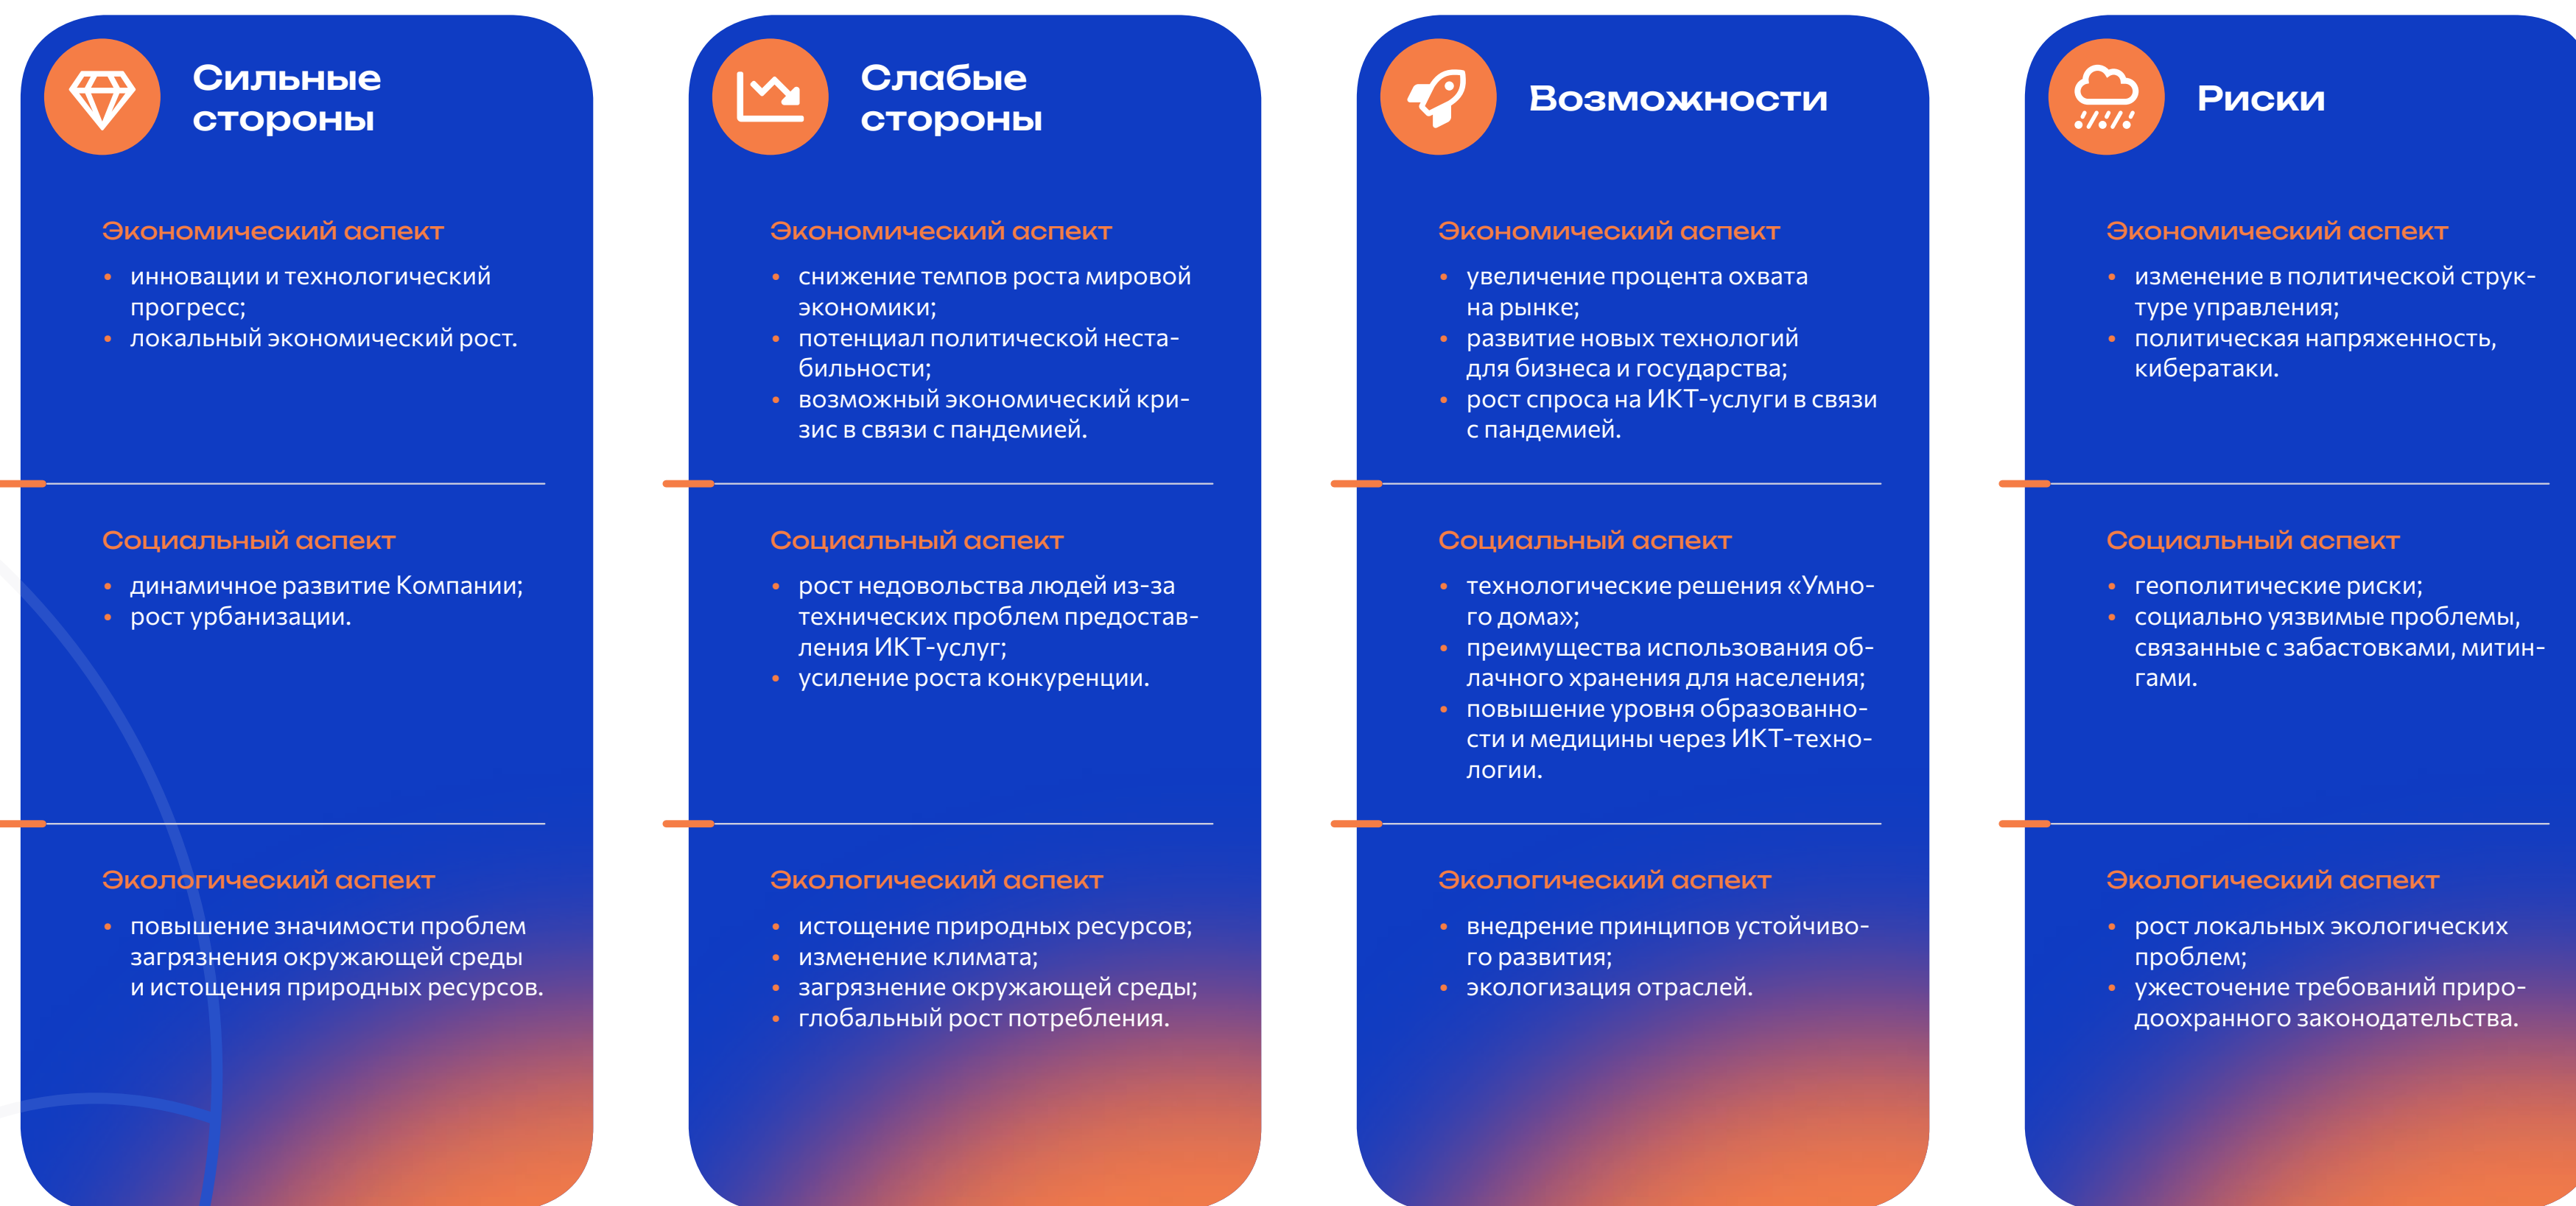 Сильные
стороны
Экономический аспект
• инновации и технологический
прогресс;
• локальный экономический рост.
Социальный аспект
• динамичное развитие Компании;
• рост урбанизации.
Экологический аспект
• повышение значимости проблем
загрязнения окружающей среды
и истощения природных ресурсов.
Слабые
стороны
Экономический аспект
• снижение темпов роста мировой
экономики;
• потенциал политической неста-
бильности;
• возможный экономический кри-
зис в связи с пандемией.
Социальный аспект
• рост недовольства людей из-за
технических проблем предостав-
ления ИКТ-услуг;
• усиление роста конкуренции.
Экологический аспект
• истощение природных ресурсов;
• изменение климата;
• загрязнение окружающей среды;
• глобальный рост потребления.
Возможности
Экономический аспект
• увеличение процента охвата
на рынке;
• развитие новых технологий
для бизнеса и государства;
• рост спроса на ИКТ-услуги в связи
с пандемией.
Социальный аспект
• технологические решения «Умно-
го дома»;
• преимущества использования об-
лачного хранения для населения;
• повышение уровня образованно-
сти и медицины через ИКТ-техно-
логии.
Экологический аспект
• внедрение принципов устойчиво-
го развития;
• экологизация отраслей.
Риски
Экономический аспект
• изменение в политической струк-
туре управления;
• политическая напряженность,
кибератаки.
Социальный аспект
• геополитические риски;
• социально уязвимые проблемы,
связанные с забастовками, митин-
гами.
Экологический аспект
• рост локальных экологических
проблем;
• ужесточение требований приро-
доохранного законодательства.